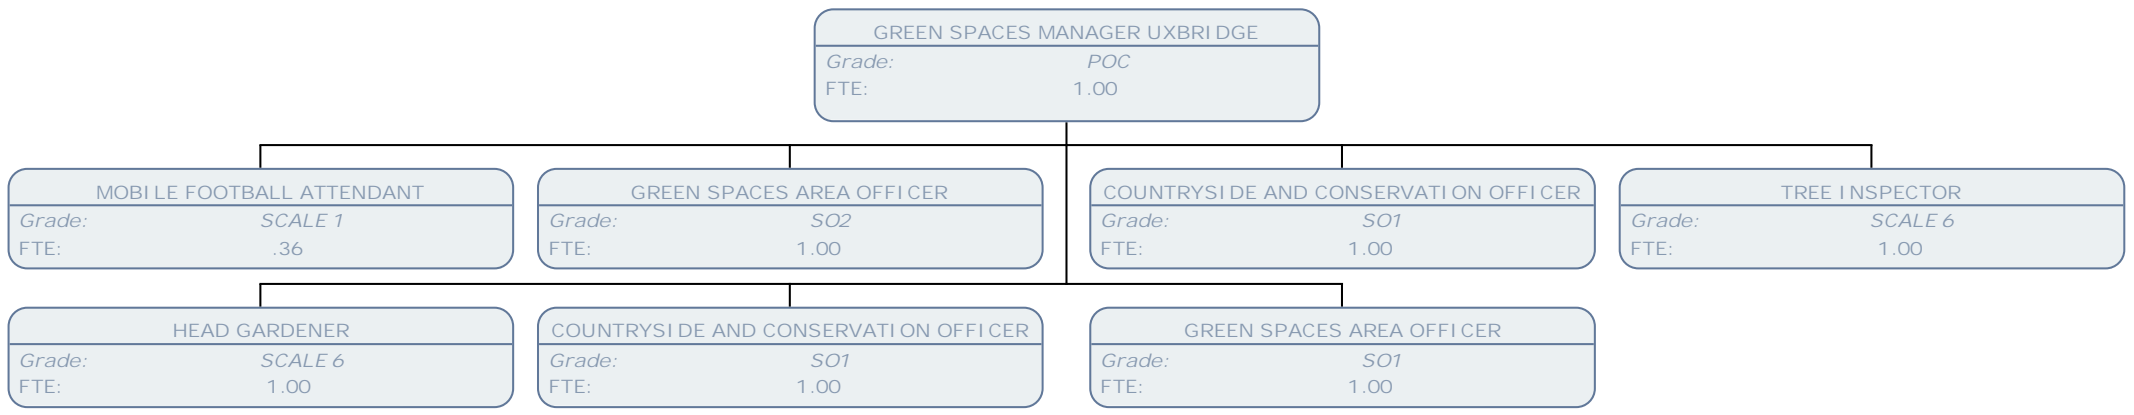 GREEN SPACES MANAGER UXBRIDGE
Grade: POC
FTE: 1.00
MOBILE FOOTBALL ATTENDANT
Grade: SCALE 1
FTE: .36
GREEN SPACES AREA OFFICER
Grade: SO2
FTE: 1.00
COUNTRYSIDE AND CONSERVATION OFFICER
Grade: SO1
FTE: 1.00
TREE INSPECTOR
Grade: SCALE 6
FTE: 1.00
HEAD GARDENER
Grade: SCALE 6
FTE: 1.00
COUNTRYSIDE AND CONSERVATION OFFICER
Grade: SO1
FTE: 1.00
GREEN SPACES AREA OFFICER
Grade: SO1
FTE: 1.00